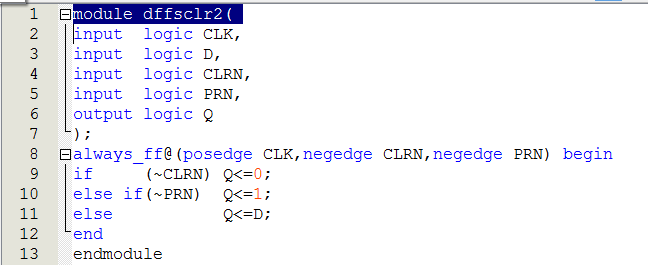 1 module dffsclr2(
2 input  logic CLK,
3 input  logic D,
4 input  logic CLRN,
5 input  logic PRN,
6 output logic Q
7 );
8 always_ff@(posedge CLK,negedge CLRN,negedge PRN) begin
9 if     (~CLRN) Q<=0;
10 else if(~PRN)  Q<=1;
11 else           Q<=D;
12 end
13 endmodule